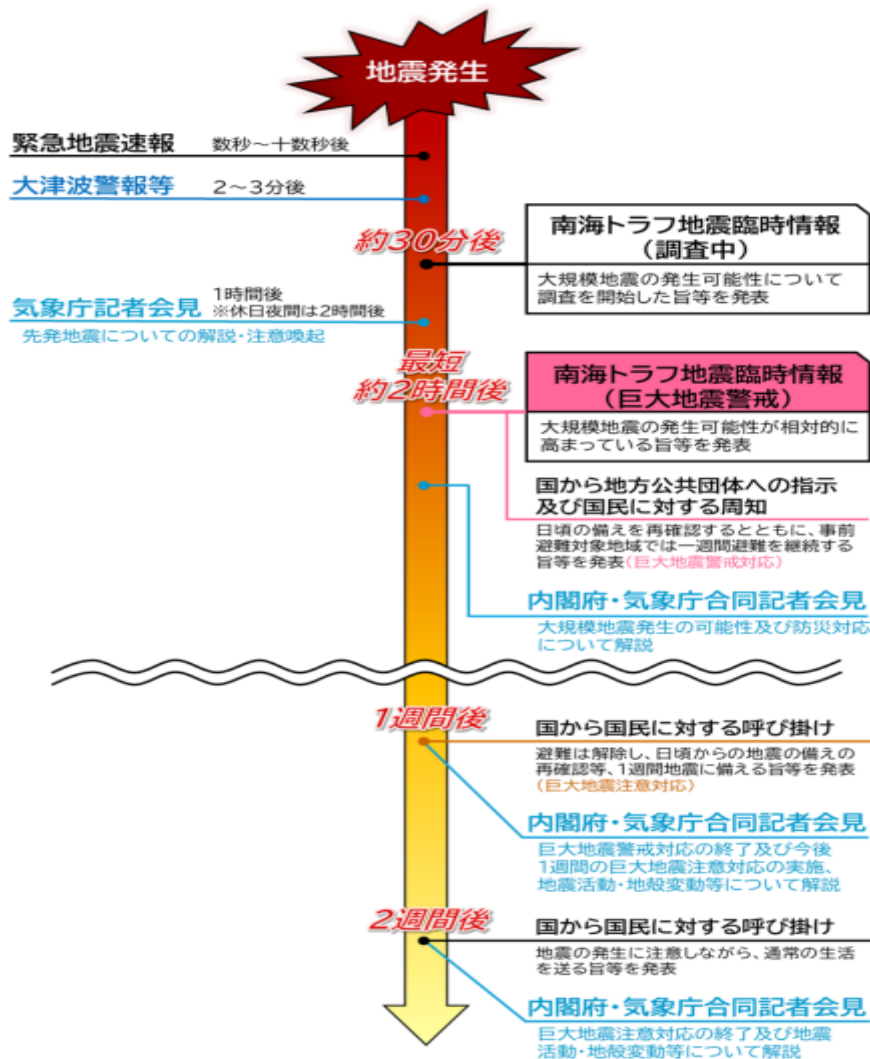 地震発生
緊急地震速報 数秒～十数秒後
大津波警報等 2～3分後
約30分後
南海トラフ地震臨時情報
（調査中）
大規模地震の発生可能性について
調査を開始した旨等を発表
気象庁記者会見 1時間後
※休日夜間は2時間後
先発地震についての解説・注意喚起
最短
約2時間後
南海トラフ地震臨時情報
（巨大地震警戒）
大規模地震の発生可能性が相対的に
高まっている旨等を発表
国から地方公共団体への指示
及び国民に対する周知
日頃の備えを再確認するとともに、事前
避難対象地域では一週間避難を継続する
旨等を発表（巨大地震警戒対応）
内閣府・気象庁合同記者会見
大規模地震発生の可能性及び防災対応
について解説
1週間後
国から国民に対する呼び掛け
避難は解除し、日頃からの地震の備えの
再確認等、1週間地震に備える旨等を発表
（巨大地震注意対応）
内閣府・気象庁合同記者会見
巨大地震警戒対応の終了及び今後
1週間の巨大地震注意対応の実施、
地震活動・地殻変動等について解説
2週間後
国から国民に対する呼び掛け
地震の発生に注意しながら、通常の生活
を送る旨等を発表
内閣府・気象庁合同記者会見
巨大地震注意対応の終了及び地震
活動・地殻変動等について解説